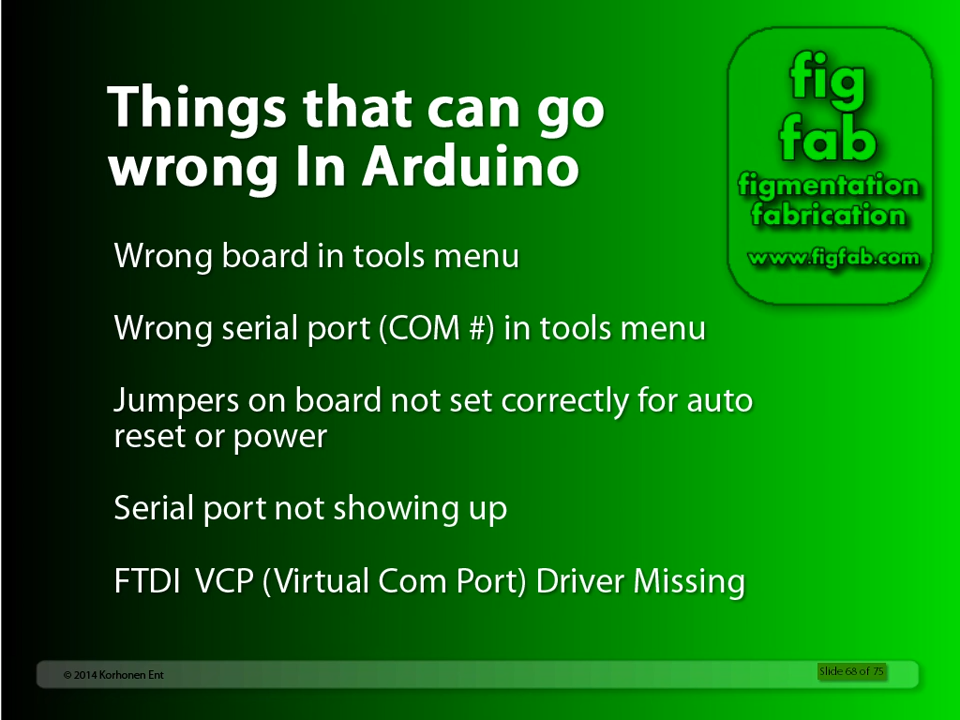 Things that can go
wrong In Arduino
fig
fab
figmentation
fabrication
www.figfab.com
Wrong board in tools menu
Wrong serial port (COM #) in tools menu
Jumpers on board not set correctly for auto
reset or power
Serial port not showing up
FTDI  VCP (Virtual Com Port) Driver Missing
© 2014 Korhonen Ent
Slide 68 of 75